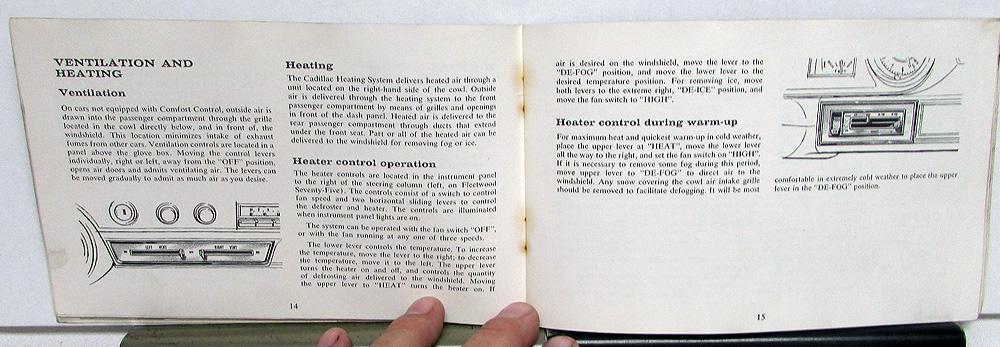 VENTILATION AND
HEATING
Ventilation
On cars not equipped with Comfort Control, outside air is
drawn into the passenger compartment through the grille
located in the cowl directly below, and in front of, the
windshield. This location minimizes intake of exhaust
fumes from other cars. Ventilation controls are located in a
panel above the glove box. Moving the control levers
individually, right or left, away from the "OFF" position,
opens air doors and admits ventilating air. The levers can
be moved gradually to admit as much air as you desire.
LEFT VENT
RIGHT VENT
Heating
The Cadillac Heating System delivers heated air through a
unit located on the right-hand side of the cowl. Outside
air is delivered through the heating system to the front
passenger compartment by means of grilles and openings
in front of the dash panel. Heated air is delivered to the
rear passenger compartment through ducts that extend
under the front seat. Part or all of the heated air can be
delivered to the windshield for removing fog or ice.
Heater control operation
The heater controls are located in the instrument panel
to the right of the steering column (left, on Fleetwood
Seventy-Five). The controls consist of a switch to control
fan speed and two horizontal sliding levers to control
the defroster and heater. The controls are illuminated
when instrument panel lights are on.
The system can be operated with the fan switch "OFF",
or with the fan running at any one of three speeds.
The lower lever controls the temperature. To increase
the temperature, move the lever to the right; to decrease
the temperature, move it to the left. The upper lever
turns the heater on and off, and controls the quantity
of defrosting air delivered to the windshield. Moving
the upper lever to "HEAT" turns the heater on. If
14
air is desired on the windshield, move the lever to the
"DE-FOG" position, and move the lower lever to the
desired temperature position. For removing ice, move
both levers to the extreme right, "DE-ICE" position, and
move the fan switch to "HIGH".
Heater control during warm-up
For maximum heat and quickest warm-up in cold weather,
place the upper lever at "HEAT", move the lower lever
all the way to the right, and set the fan switch on "HIGH".
If it is necessary to remove some fog during this period,
move upper lever to "DE-FOG" to direct air to the
windshield. Any snow covering the cowl air intake grille
should be removed to facilitate defogging. It will be most
comfortable in extremely cold weather to place the upper
lever in the "DE-FOG" position.
15